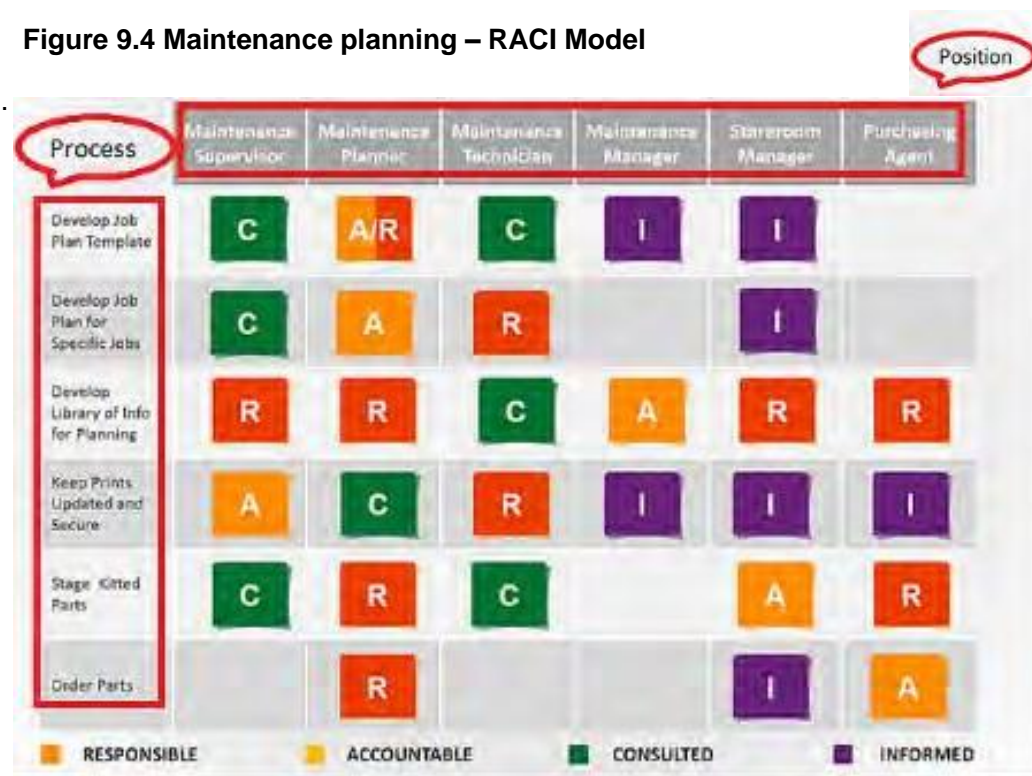 Figure 9.4 Maintenance planning – RACI Model
Position
.
Process
Maintenance Supervisor
Maintenance Planner
Maintenance Technician
Maintenance Manager
Storeroom Manager
Purchasing Agent
Develop Job
Plan Template
C A/R C I I
Develop Job
Plan for
Specific Jobs
C A R I
Develop
Library of Info
for Planning
R R C A R R
Keep Prints
Updated and
Secure
A C R I I I
Stage Kitted
Parts
C R C A R
Order Parts
R I A
RESPONSIBLE ACCOUNTABLE CONSULTED INFORMED